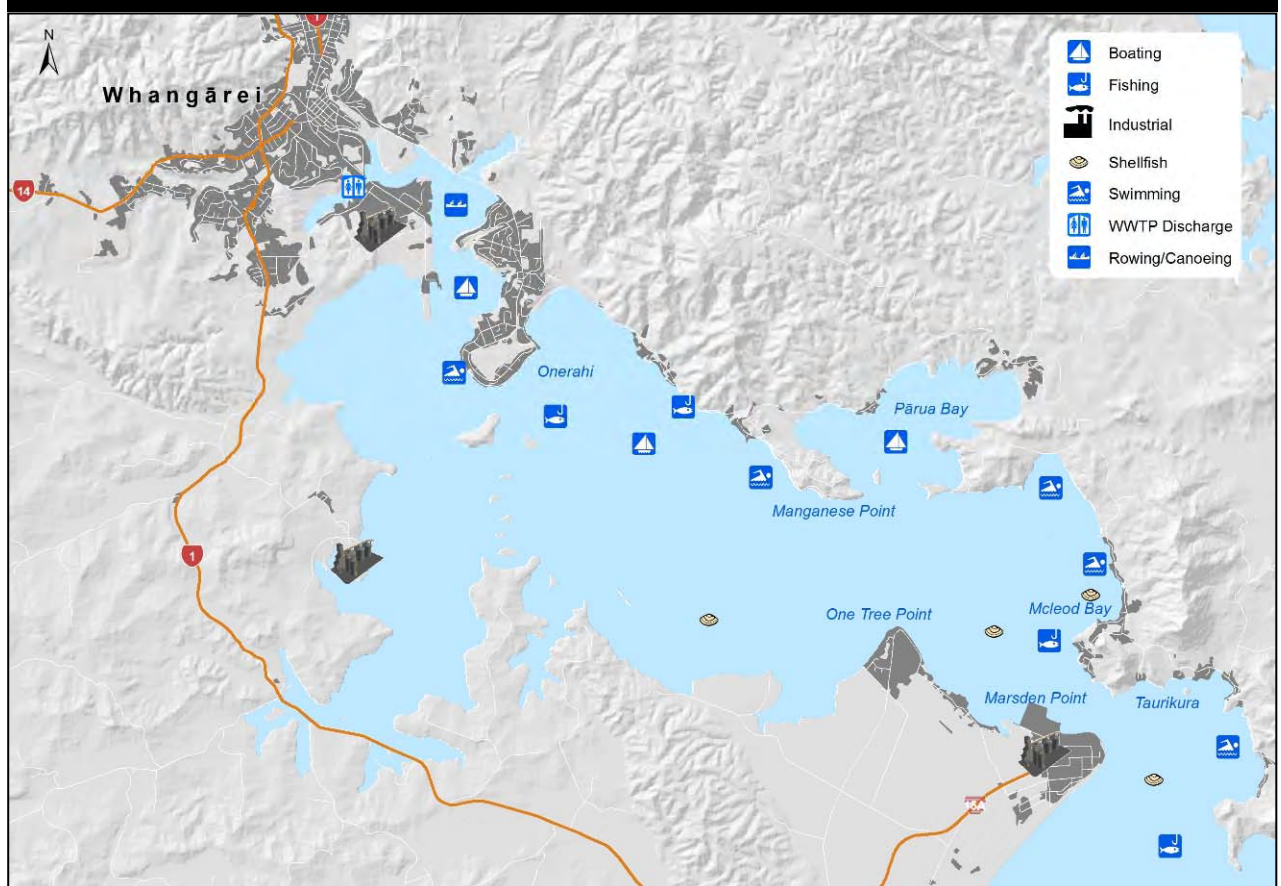 N
1
Whangārei
14
Boating
Fishing
Industrial
Shellfish
Swimming
WWTP Discharge
Rowing/Canoeing
Onerahi
Pārua Bay
Manganese Point
1
One Tree Point
Mcleod Bay
Marsden Point
Taurikura
15A